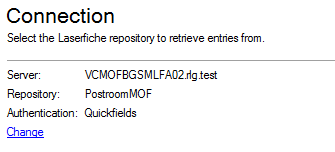 Connection
Select the Laserfiche repository to retrieve entries from.
Server: VCMOFBGSMLFA02.rlg.test
Repository: PostroomMOF
Authentication: Quickfields
Change